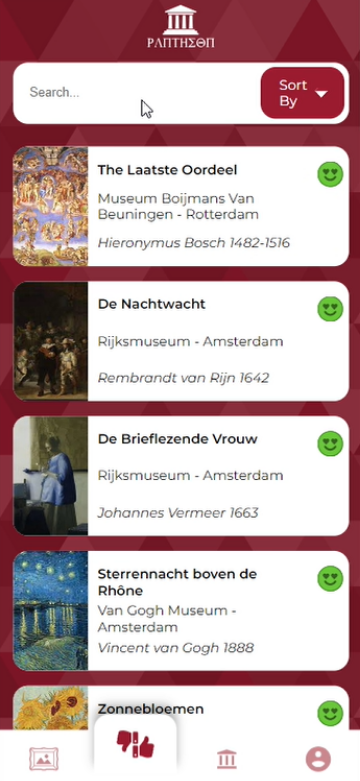 ΡΛΠΤΗΣΘΠ
Search...
Sort
By
The Laatste Oordeel
Museum Boijmans Van
Beuningen - Rotterdam
Hieronymus Bosch 1482-1516
De Nachtwacht
Rijksmuseum - Amsterdam
Rembrandt van Rijn 1642
De Brieflezende Vrouw
Rijksmuseum - Amsterdam
Johannes Vermeer 1663
Sterrennacht boven de
Rhône
Van Gogh Museum -
Amsterdam
Vincent van Gogh 1888
Zonnebloemen